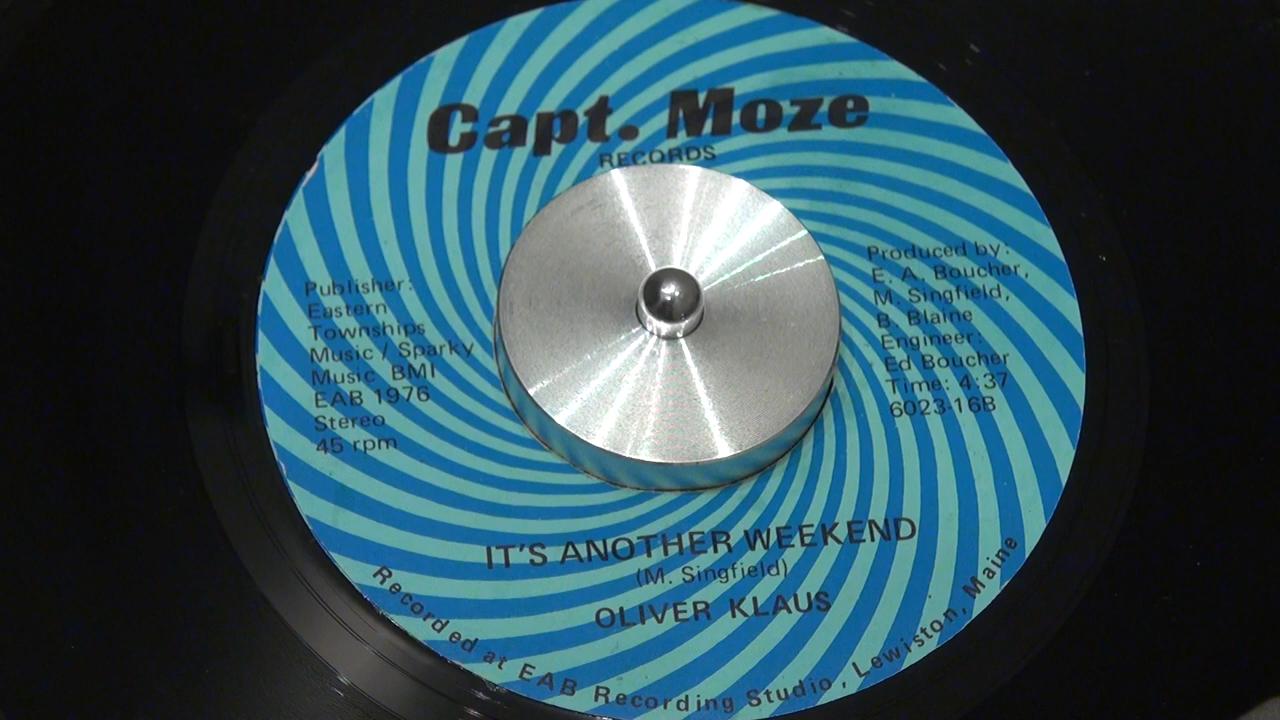 Capt. Moze
RECORDS
Publisher:
Eastern
Townships
Music / Sparky
Music BMI
EAB 1976
Stereo
45 rpm
Produced by:
E. A. Boucher,
M. Singfield,
B. Blaine
Engineer:
Ed Boucher
Time: 4:37
6023-16B
IT'S ANOTHER WEEKEND
(M. Singfield)
OLIVER KLAUS
Recorded at EAB Recording Studio, Lewiston, Maine